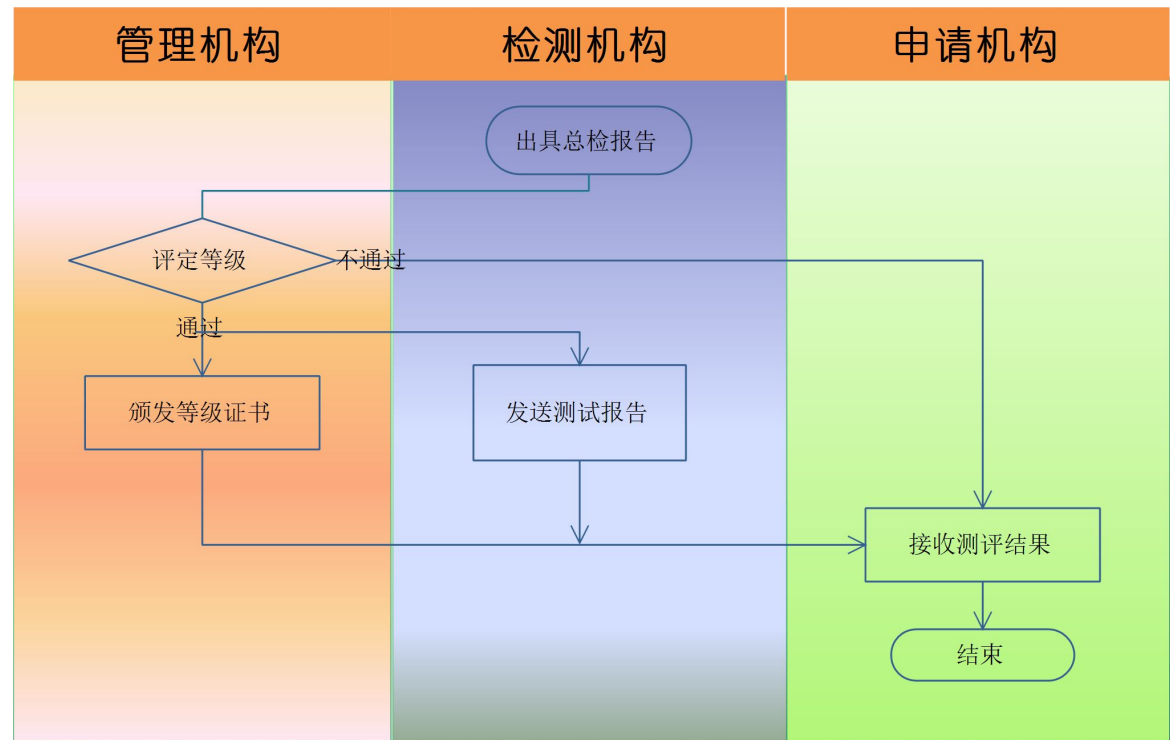 管理机构
检测机构
申请机构
出具总检报告
评定等级
不通过
通过
颁发等级证书
发送测试报告
接收测评结果
结束